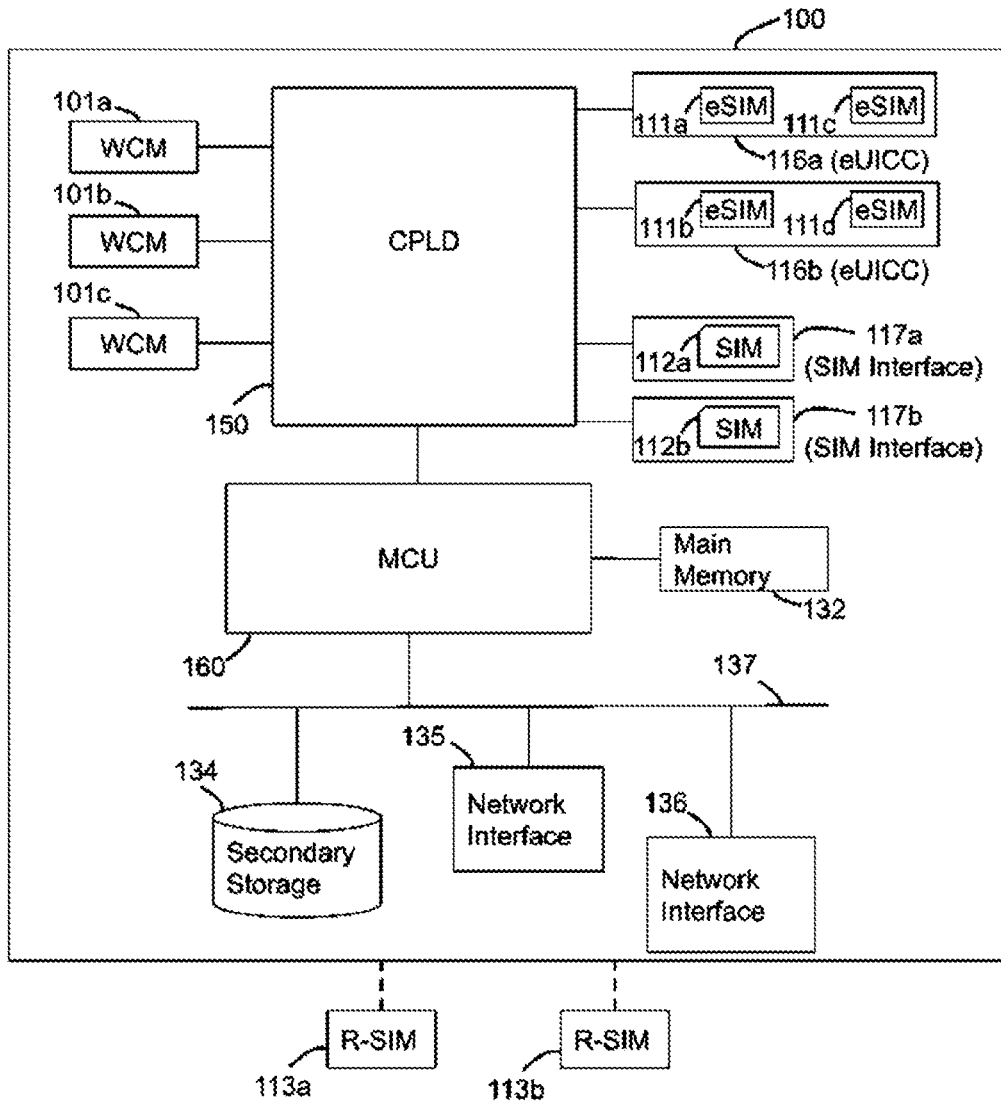 100
101a
WCM
101b
WCM
101c
WCM
CPLD
150
eSIM
eSIM
111a
111c
116a (eUICC)
eSIM
eSIM
111b
111d
116b (eUICC)
SIM
112a
117a
(SIM Interface)
SIM
112b
117b
(SIM Interface)
MCU
160
Main
Memory
132
137
134
Secondary
Storage
135
Network
Interface
136
Network
Interface
R-SIM
113a
R-SIM
113b